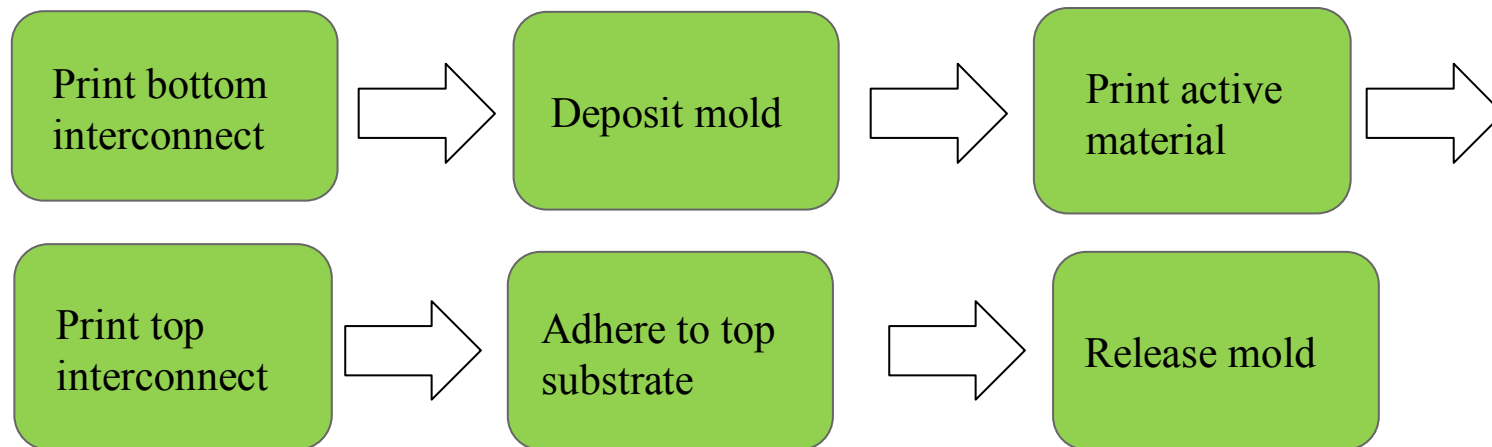 Print bottom
interconnect
Deposit mold
Print active
material
Print top
interconnect
Adhere to top
substrate
Release mold